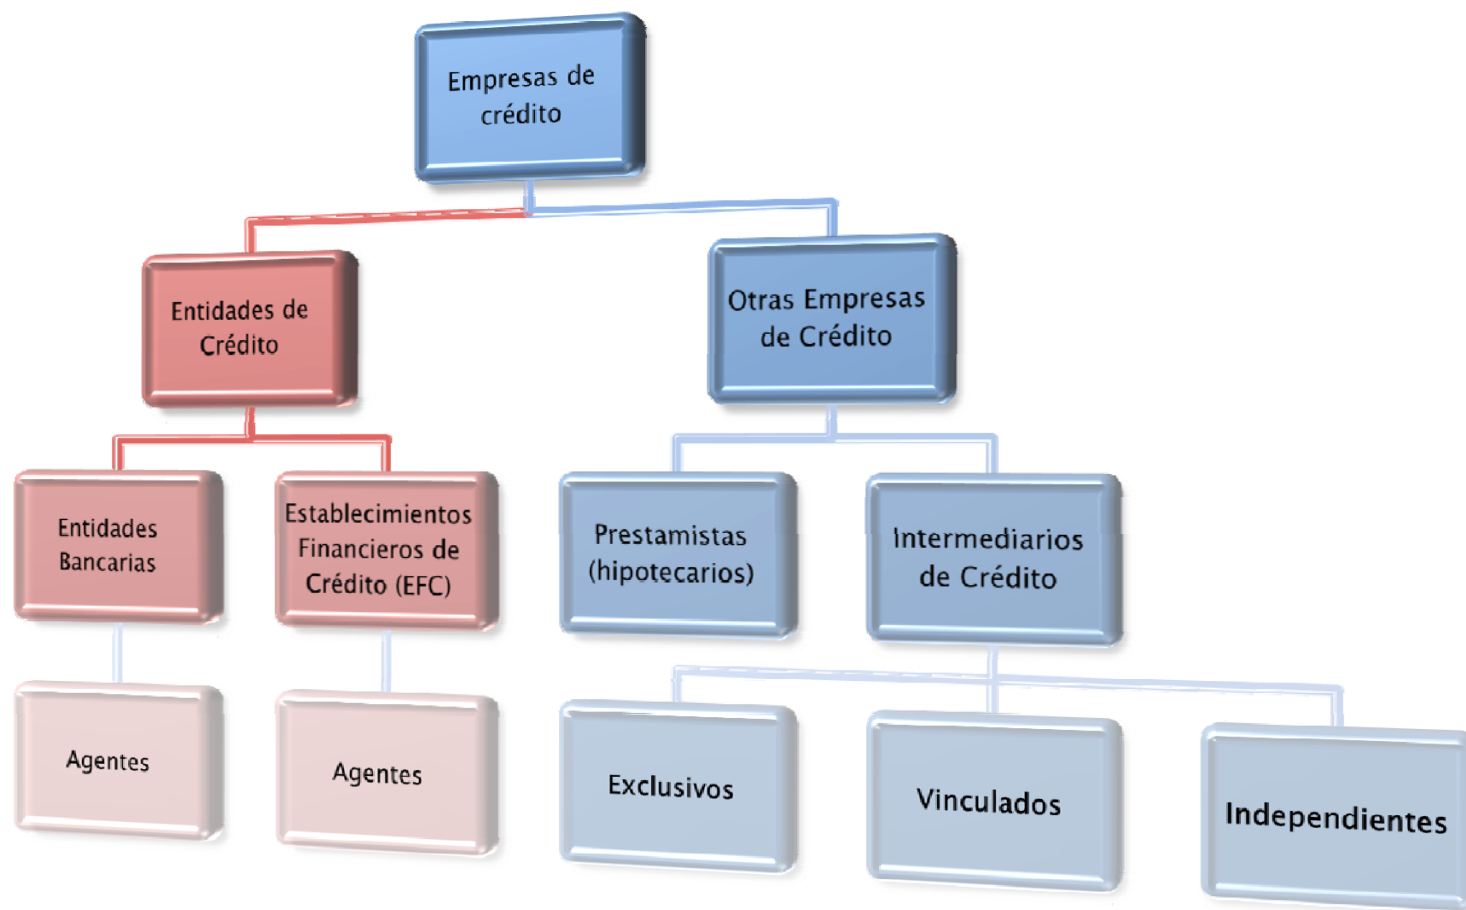 Empresas de
crédito
Entidades de
Crédito
Otras Empresas
de Crédito
Entidades
Bancarias
Establecimientos
Financieros de
Crédito (EFC)
Prestamistas
(hipotecarios)
Intermediarios
de Crédito
Agentes
Agentes
Exclusivos
Vinculados
Independientes